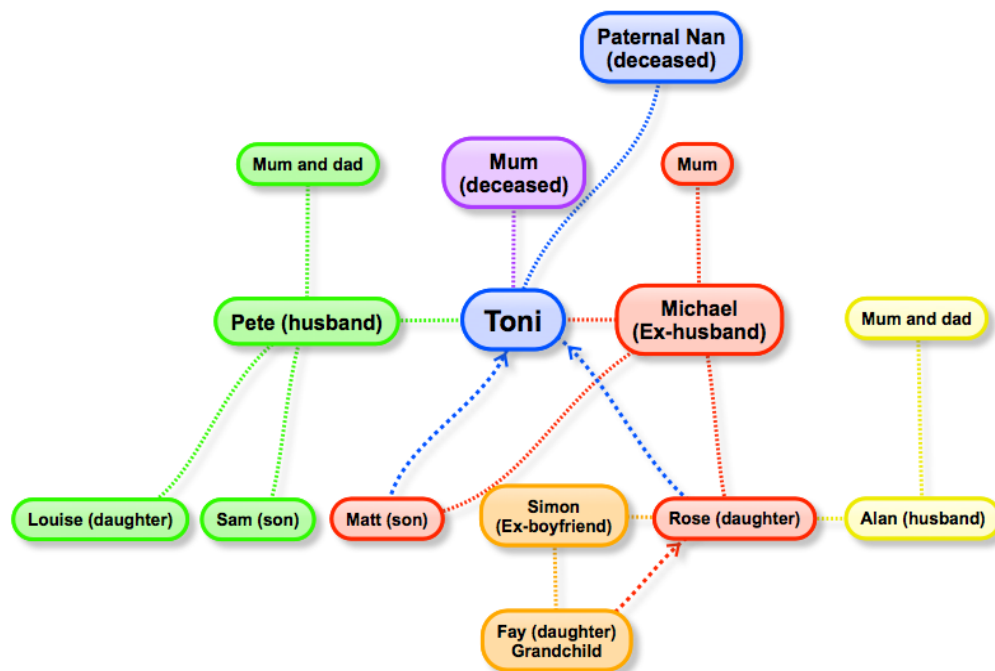 Paternal Nan
(deceased)
Mum and dad
Mum
(deceased)
Mum
Pete (husband)
Toni
Michael
(Ex-husband)
Mum and dad
Louise (daughter)
Sam (son)
Matt (son)
Simon
(Ex-boyfriend)
Rose (daughter)
Alan (husband)
Fay (daughter)
Grandchild